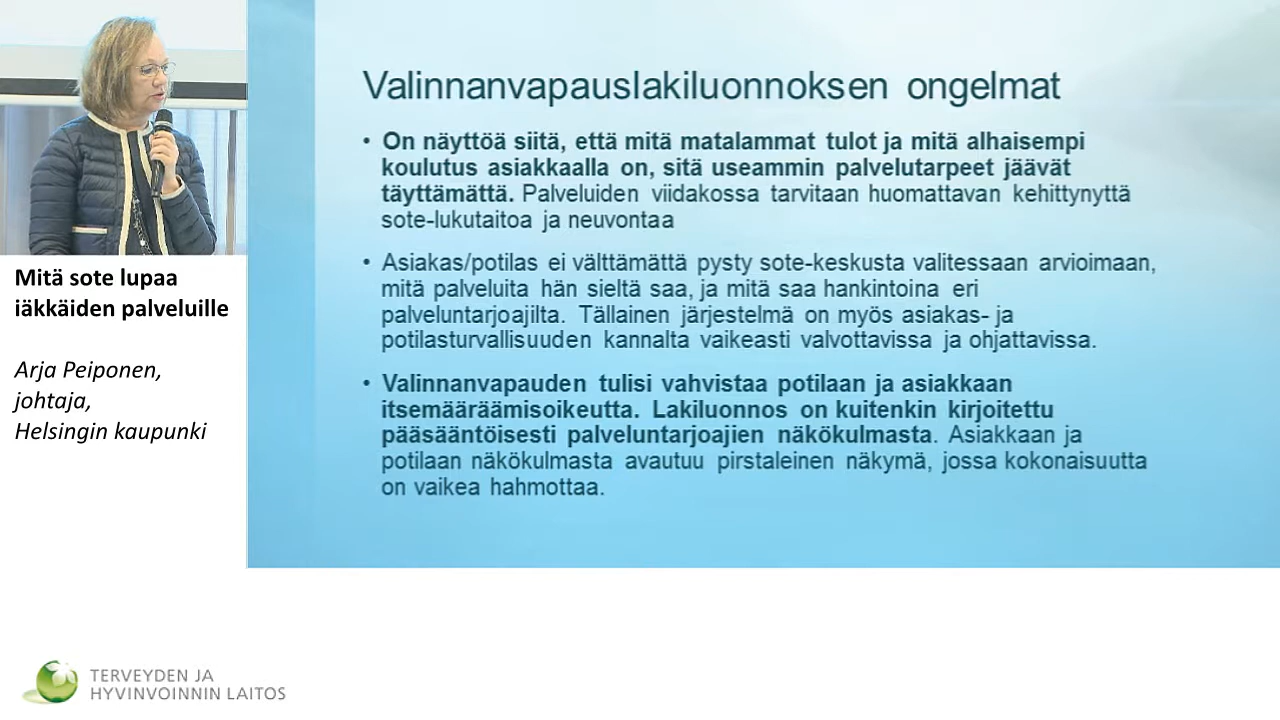 Valinnanvapauslakiluonnoksen ongelmat
• On näyttöä siitä, että mitä matalammat tulot ja mitä alhaisempi
koulutus asiakkaalla on, sitä useammin palvelutarpeet jäävät
täyttämättä. Palveluiden viidakossa tarvitaan huomattavan kehittynyttä
sote-lukutaitoa ja neuvontaa
• Asiakas/potilas ei välttämättä pysty sote-keskusta valitessaan arvioimaan,
mitä palveluita hän sieltä saa, ja mitä saa hankintoina eri
palveluntarjoajilta. Tällainen järjestelmä on myös asiakas- ja
potilasturvallisuuden kannalta vaikeasti valvottavissa ja ohjattavissa.
• Valinnanvapauden tulisi vahvistaa potilaan ja asiakkaan
itsemääräämisoikeutta. Lakiluonnos on kuitenkin kirjoitettu
pääsääntöisesti palveluntarjoajien näkökulmasta. Asiakkaan ja
potilaan näkökulmasta avautuu pirstaleinen näkymä, jossa kokonaisuutta
on vaikea hahmottaa.
Mitä sote lupaa
iäkkäiden palveluille
Arja Peiponen,
johtaja,
Helsingin kaupunki
TERVEYDEN JA
HYVINVOINNIN LAITOS